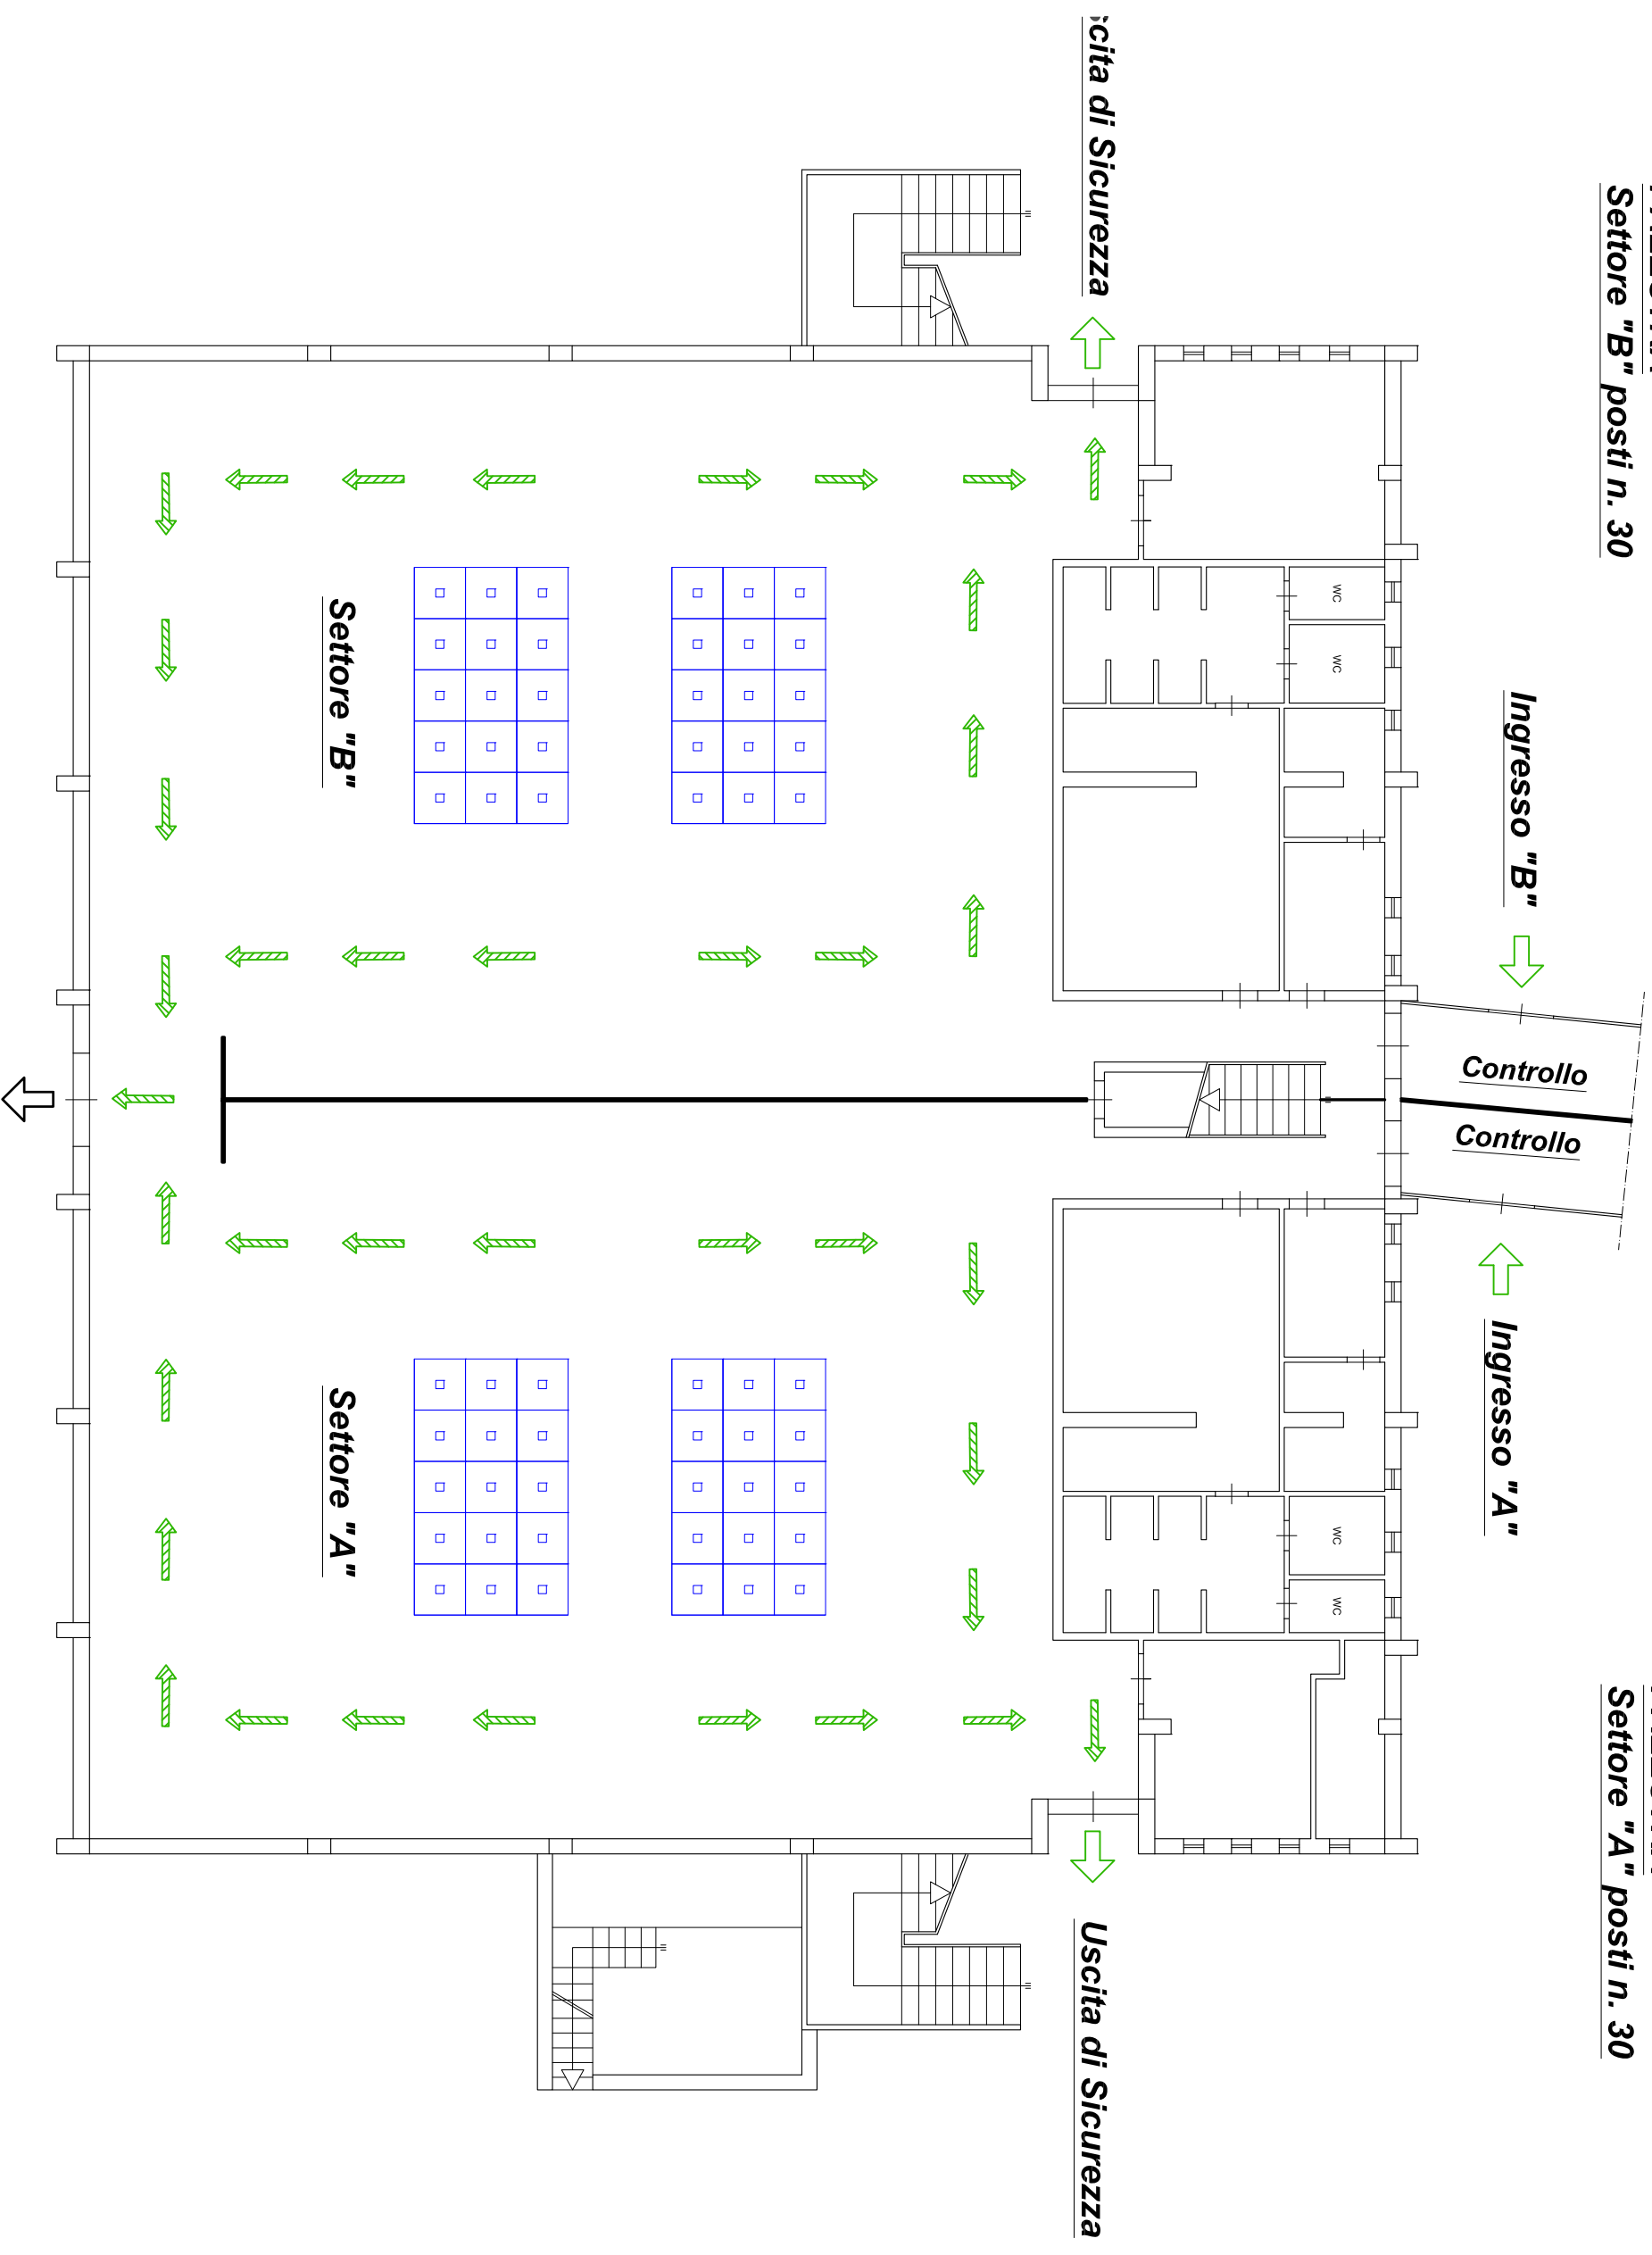 Settore "B" posti n. 30
Settore "A" posti n. 30
Ingresso "B"
Controllo
Controllo
Ingresso "A"
WC
WC
WC
WC
scita di Sicurezza
Uscita di Sicurezza
Settore "B"
Settore "A"